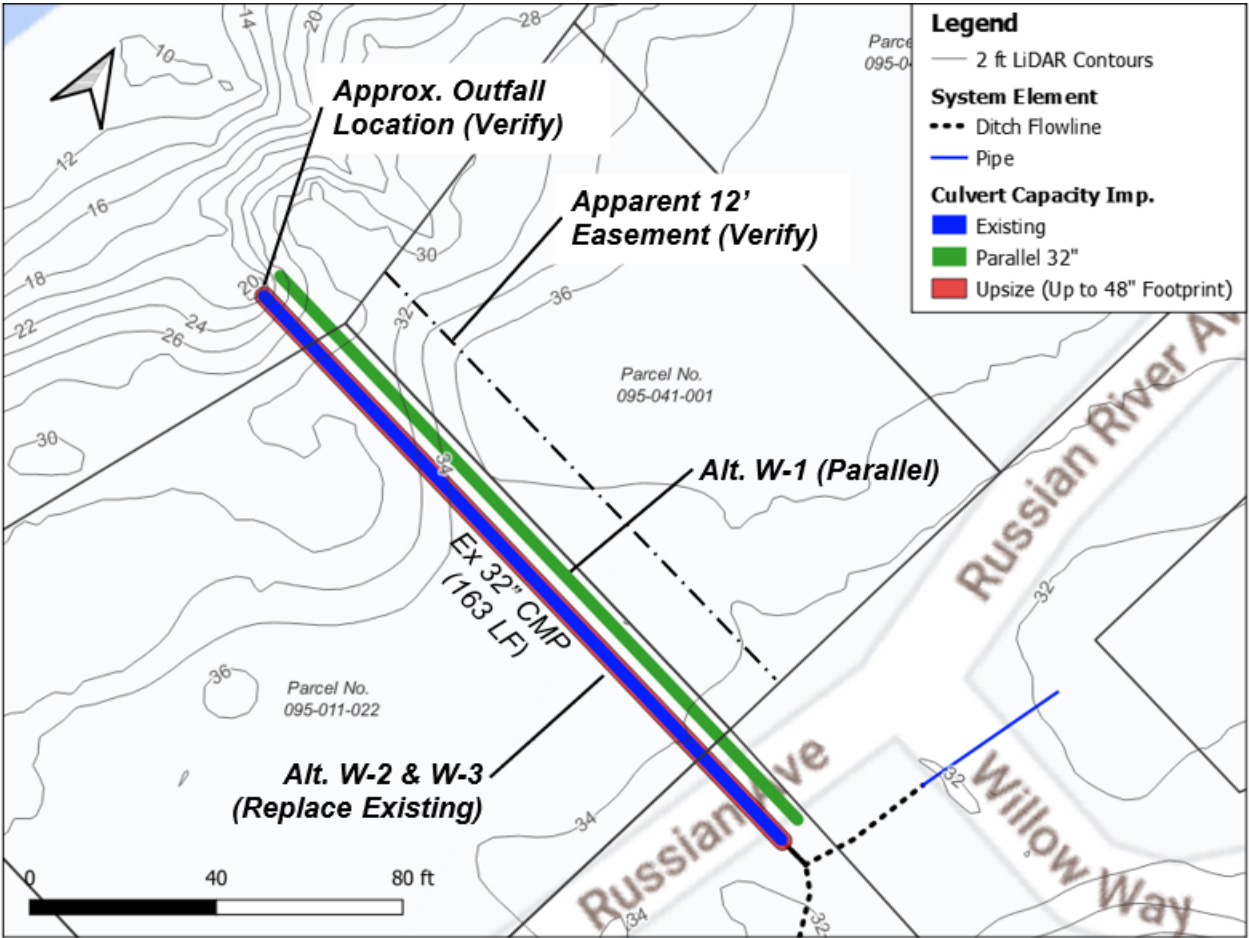 14
20
28
10
Parce
095-04
Legend
2 ft LiDAR Contours
System Element
Ditch Flowline
Pipe
Culvert Capacity Imp.
Existing
Parallel 32"
Upsize (Up to 48" Footprint)
Approx. Outfall
Location (Verify)
12
16
Apparent 12'
Easement (Verify)
30
18
20
36
32
22
24
26
Parcel No.
095-041-001
Russian River Av
30
34
Alt. W-1 (Parallel)
Ex 32" CMP
(163 LF)
32
36
Parcel No.
095-011-022
Alt. W-2 & W-3
(Replace Existing)
Russian Ave
32
Willow Way
34
0 40 80 ft
34
32